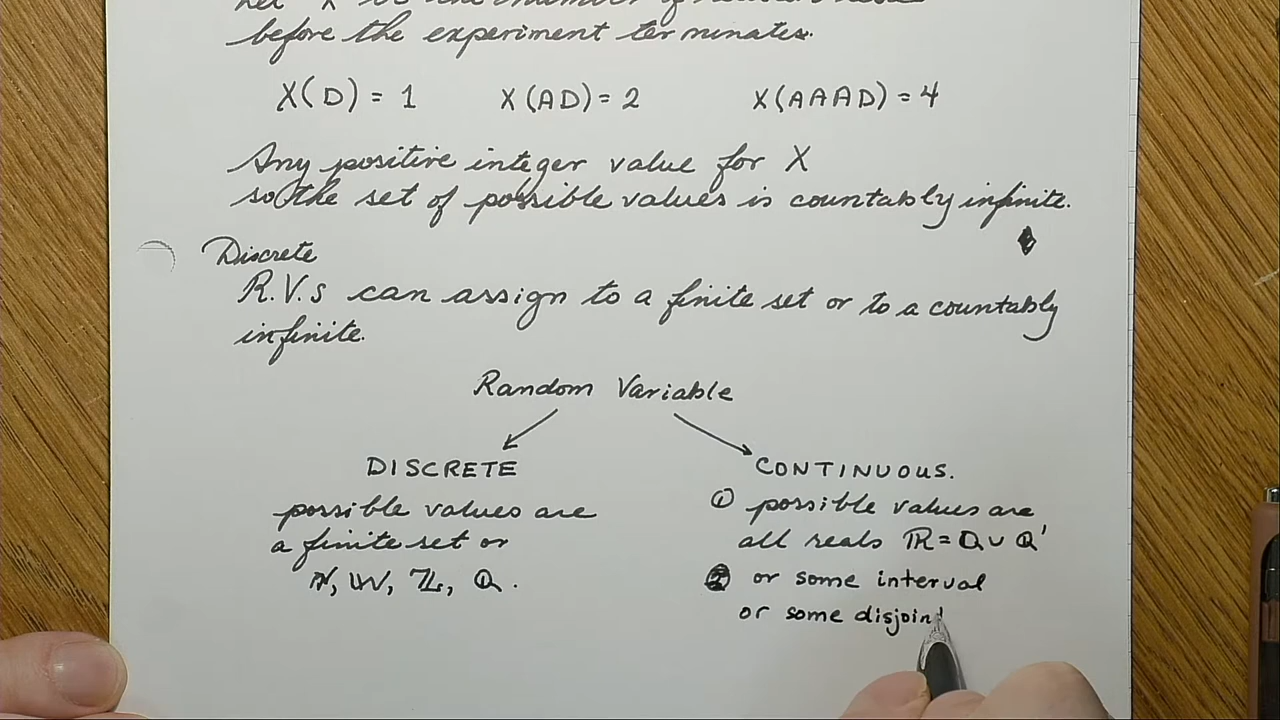 before the experiment terminates.
X(D) = 1 X(AD) = 2 X(AAAD) = 4
Any positive integer value for X
so the set of possible values is countably infinite.
Discrete
R.V.s can assign to a finite set or to a countably
infinite.
Random Variable
DISCRETE
possible values are
a finite set or
ℕ, 𝕎, ℤ, ℚ.
CONTINUOUS.
① possible values are
all reals ℝ = ℚ ∪ ℚ'
② or some interval
or some disjoint